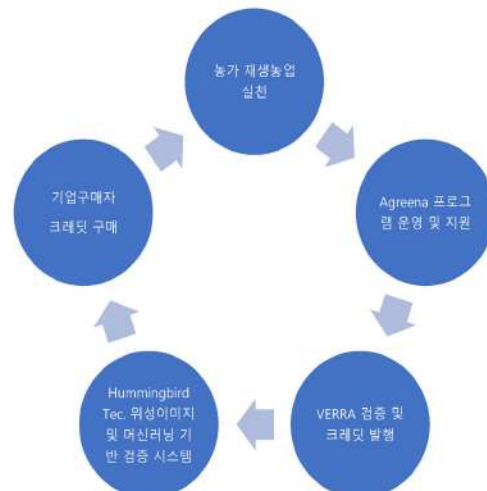 농가 재생농업
실천
Agreena 프로그
램 운영 및 지원
VERRA 검증 및
크레딧 발행
Hummingbird
Tec. 위성이미지
및 머신러닝 기
반 검증 시스템
기업구매자
크레딧 구매